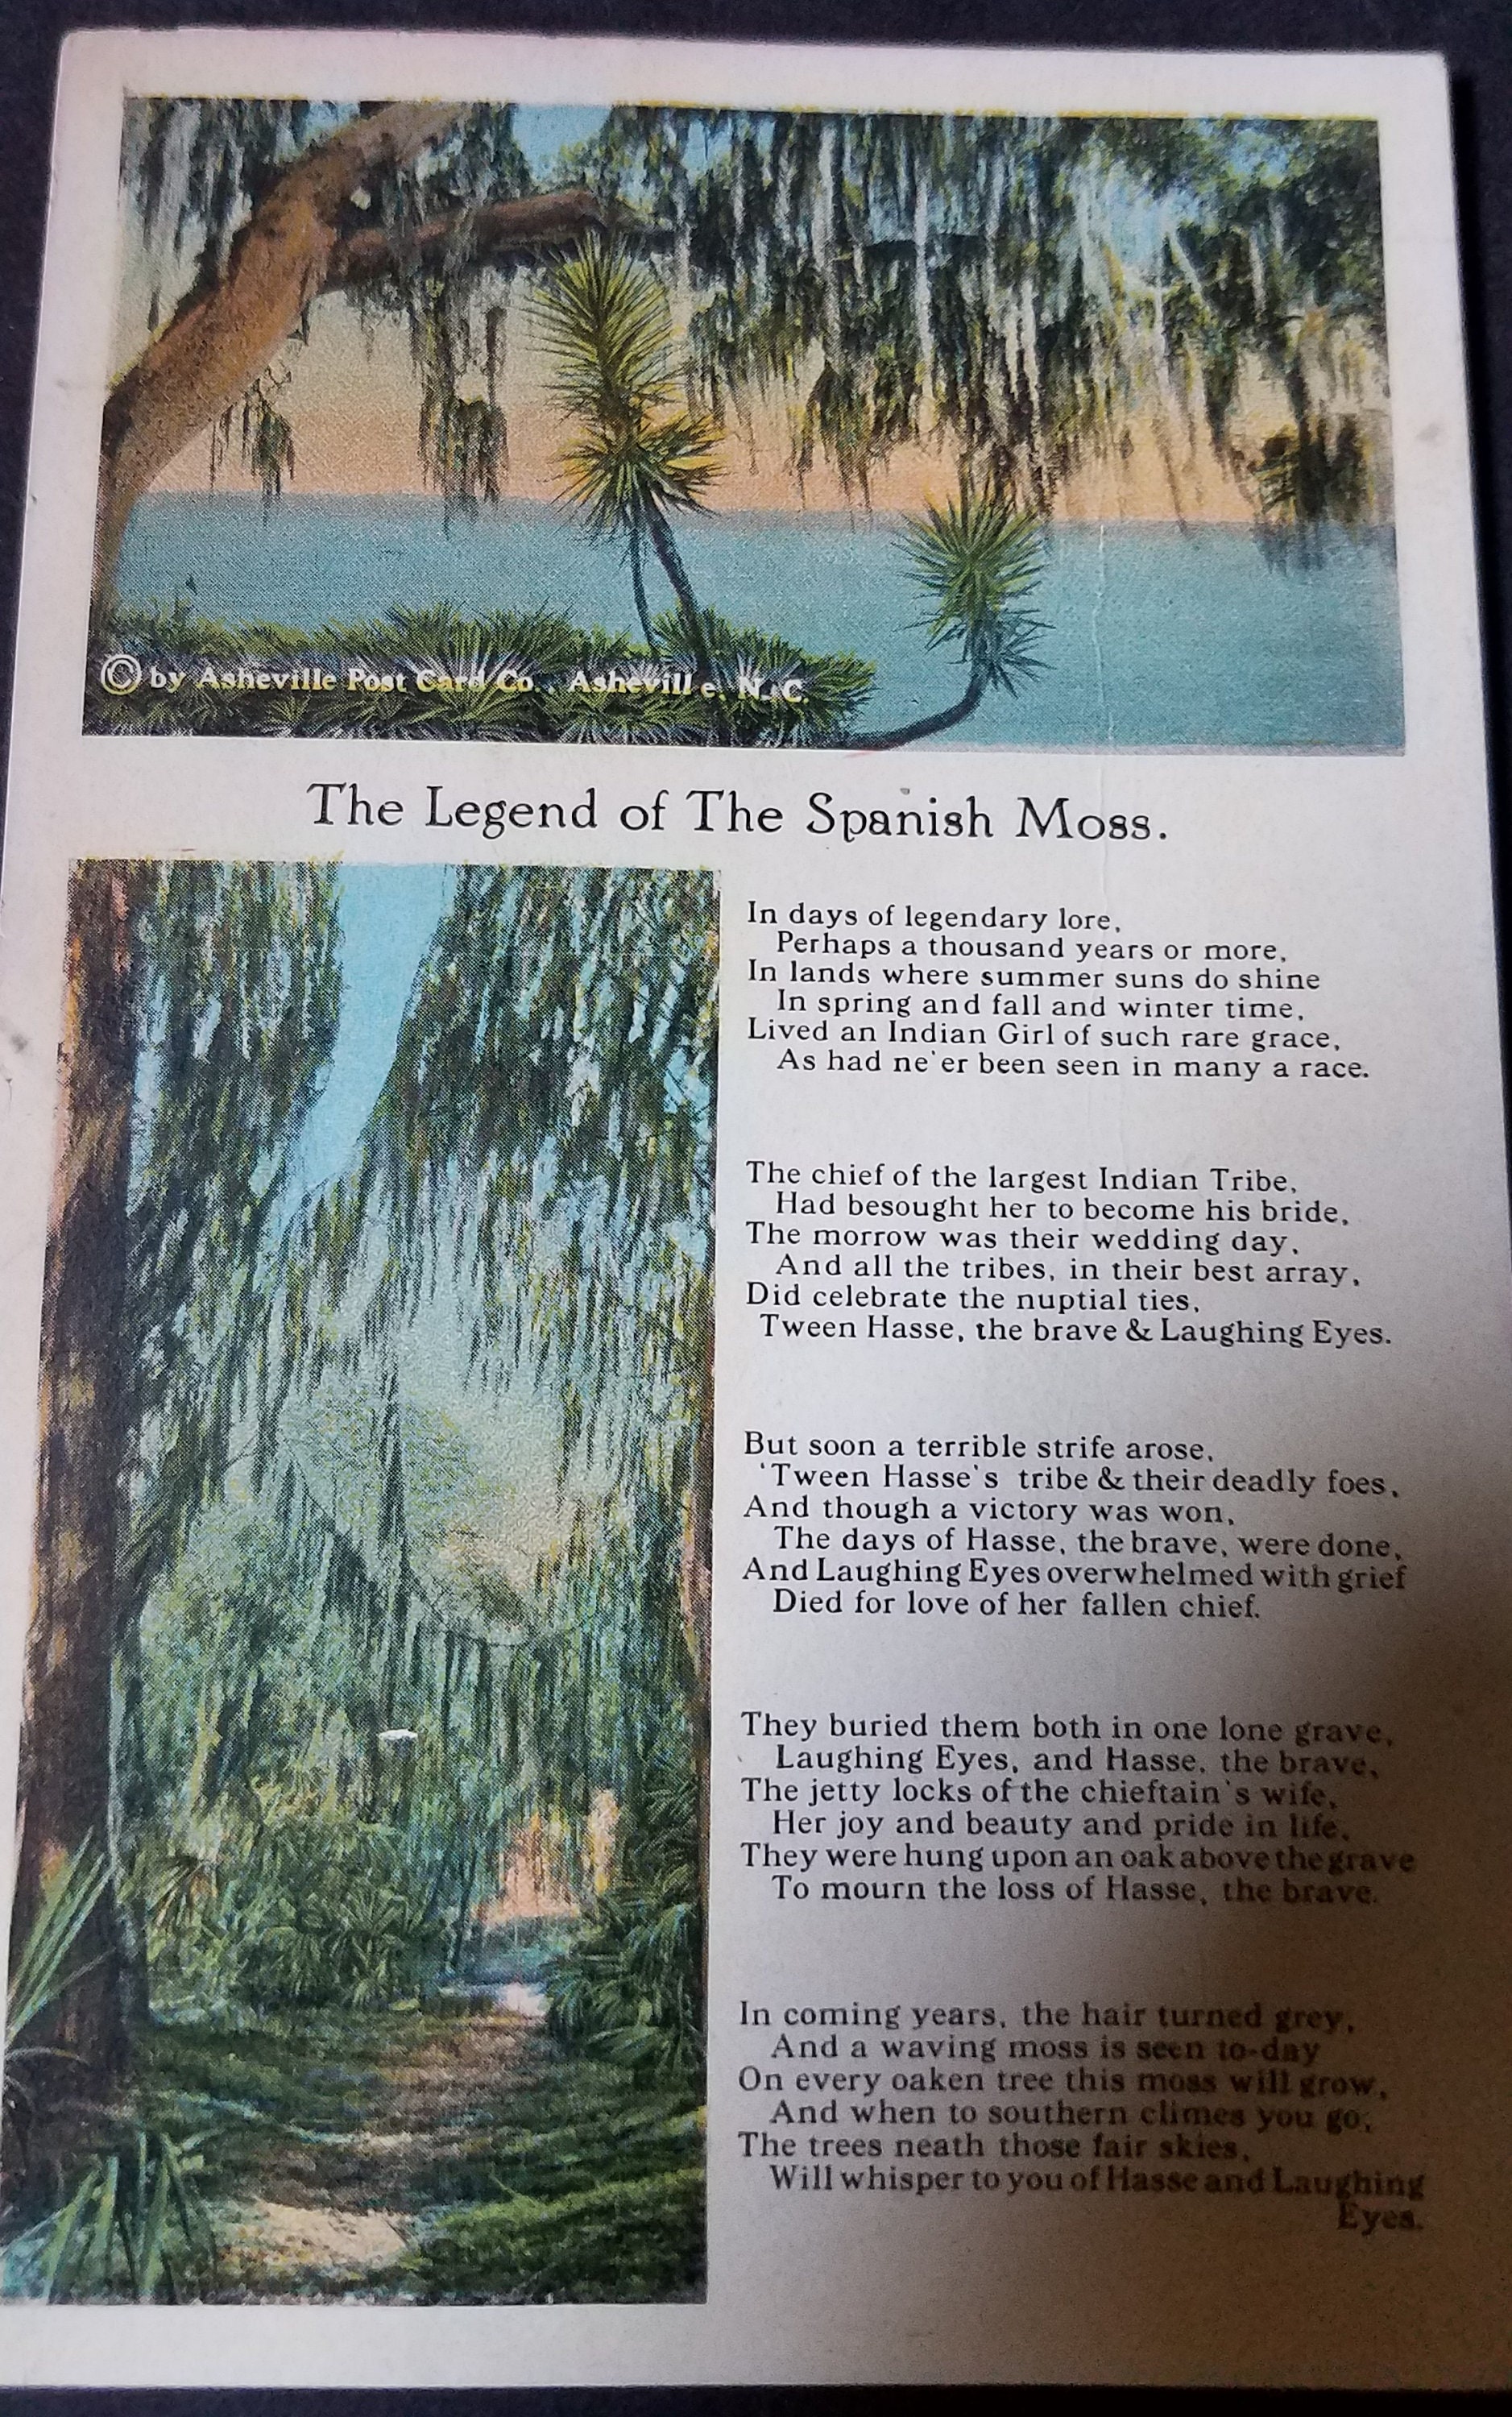 © by Asheville Post Card Co., Asheville, N.C.
The Legend of The Spanish Moss.
In days of legendary lore,
Perhaps a thousand years or more,
In lands where summer suns do shine
In spring and fall and winter time,
Lived an Indian Girl of such rare grace,
As had ne'er been seen in many a race.
The chief of the largest Indian Tribe,
Had besought her to become his bride,
The morrow was their wedding day,
And all the tribes, in their best array,
Did celebrate the nuptial ties,
Tween Hasse, the brave & Laughing Eyes.
But soon a terrible strife arose,
'Tween Hasse's tribe & their deadly foes,
And though a victory was won,
The days of Hasse, the brave, were done,
And Laughing Eyes overwhelmed with grief
Died for love of her fallen chief.
They buried them both in one lone grave,
Laughing Eyes, and Hasse, the brave,
The jetty locks of the chieftain's wife,
Her joy and beauty and pride in life,
They were hung upon an oak above the grave
To mourn the loss of Hasse, the brave.
In coming years, the hair turned grey,
And a waving moss is seen to-day
On every oaken tree this moss will grow,
And when to southern climes you go,
The trees neath those fair skies,
Will whisper to you of Hasse and Laughing
Eyes.